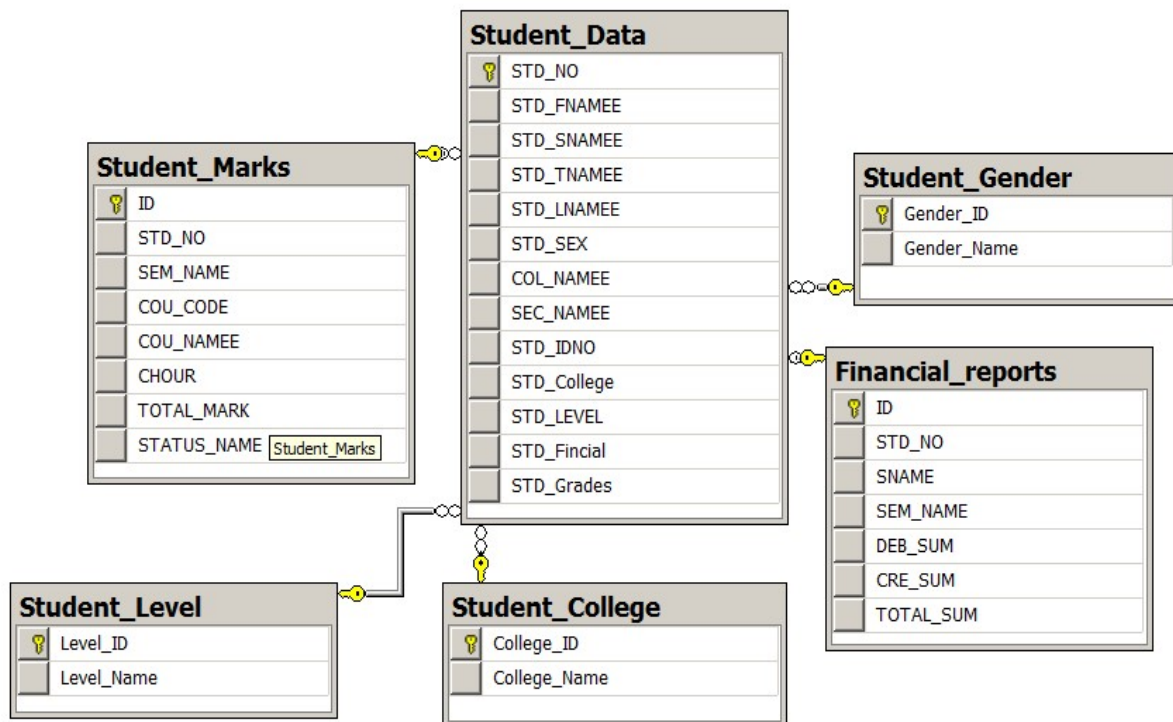 Student_Data
STD_NO
STD_FNAMEE
STD_SNAMEE
STD_TNAMEE
STD_LNAMEE
STD_SEX
COL_NAMEE
SEC_NAMEE
STD_IDNO
STD_College
STD_LEVEL
STD_Fincial
STD_Grades
Student_Marks
ID
STD_NO
SEM_NAME
COU_CODE
COU_NAMEE
CHOUR
TOTAL_MARK
STATUS_NAME Student_Marks
Student_Gender
Gender_ID
Gender_Name
Financial_reports
ID
STD_NO
SNAME
SEM_NAME
DEB_SUM
CRE_SUM
TOTAL_SUM
Student_Level
Level_ID
Level_Name
Student_College
College_ID
College_Name